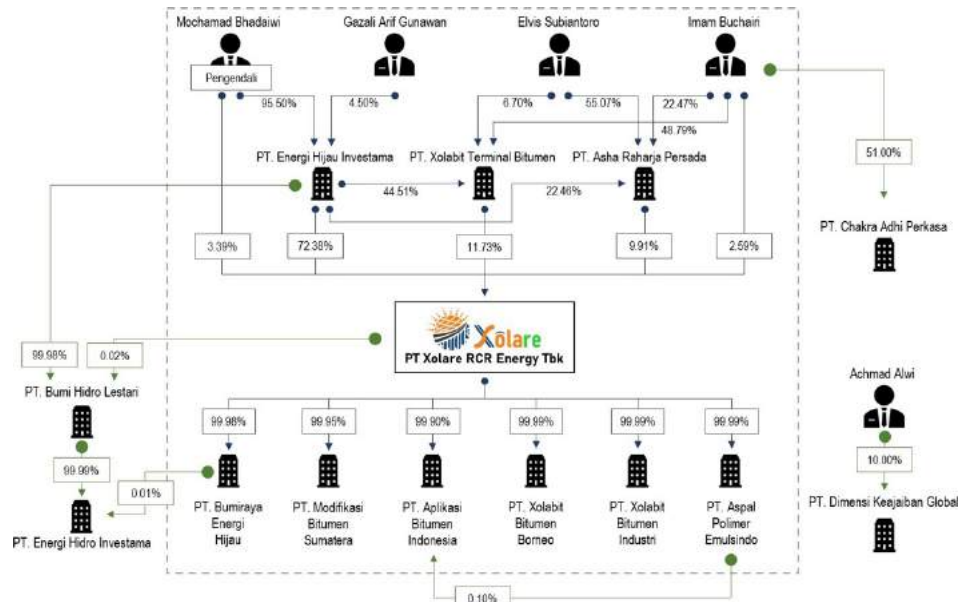 Mochamad Bhadaiwi
Gazali Arif Gunawan
Elvis Subiantoro
Imam Buchairi
Pengendali
95.50%
4.50%
6.70%
55.07%
22.47%
48.79%
PT. Energi Hijau Investama
PT. Xolabit Terminal Bitumen
PT. Asha Raharja Persada
51.00%
44.51%
22.46%
PT. Chakra Adhi Perkasa
3.39%
72.38%
11.73%
9.91%
2.59%
Xolare
PT Xolare RCR Energy Tbk
99.98%
0.02%
PT. Bumi Hidro Lestari
Achmad Alwi
99.98%
99.95%
99.90%
99.99%
99.99%
99.99%
99.99%
0.01%
10.00%
PT. Energi Hidro Investama
PT. Bumiraya
Energi
Hijau
PT. Modifikasi
Bitumen
Sumatera
PT. Aplikasi
Bitumen
Indonesia
PT. Xolabit
Bitumen
Borneo
PT. Xolabit
Bitumen
Industri
PT. Aspal
Polimer
Emulsindo
PT. Dimensi Keajaiban Global
0.10%